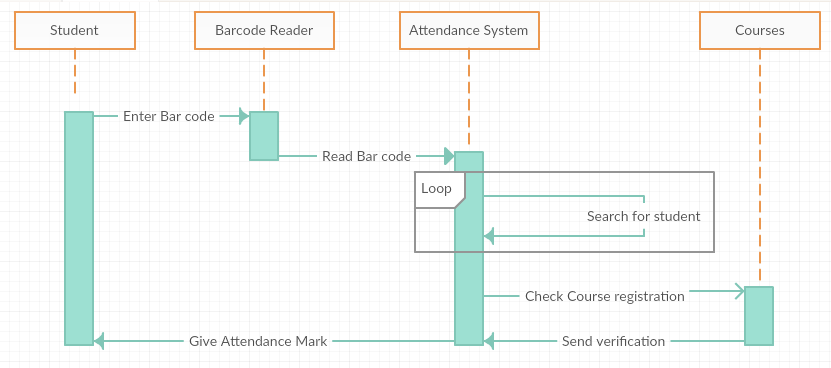 Student
Barcode Reader
Attendance System
Courses
Enter Bar code
Read Bar code
Loop
Search for student
Check Course registration
Give Attendance Mark
Send verification